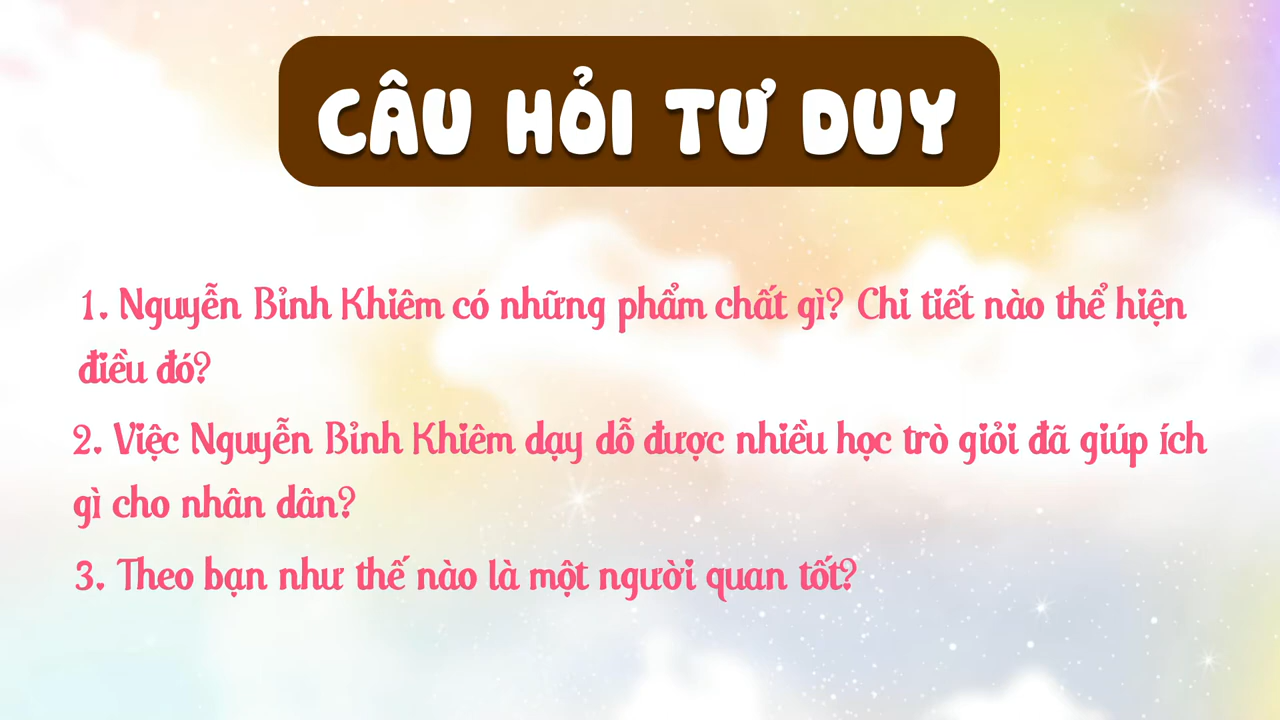 CÂU HỎI TƯ DUY
1. Nguyễn Bỉnh Khiêm có những phẩm chất gì? Chi tiết nào thể hiện
điều đó?
2. Việc Nguyễn Bỉnh Khiêm dạy dỗ được nhiều học trò giỏi đã giúp ích
gì cho nhân dân?
3. Theo bạn như thế nào là một người quan tốt?